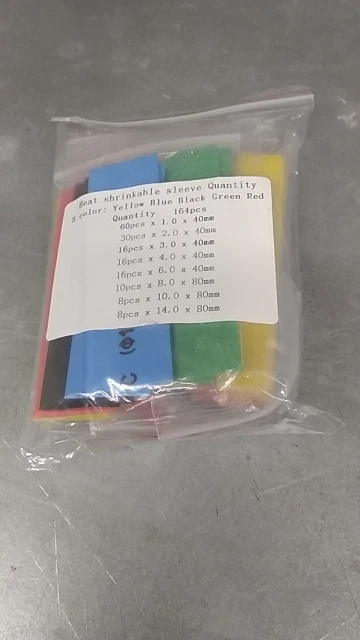 Heat shrinkable sleeve Quantity
5 color: Yellow Blue Black Green Red
Quantity 164pcs
60pcs x 1.0 x 40mm
30pcs x 2.0 x 40mm
16pcs x 3.0 x 40mm
16pcs x 4.0 x 40mm
16pcs x 6.0 x 40mm
10pcs x 8.0 x 80mm
8pcs x 10.0 x 80mm
8pcs x 14.0 x 80mm